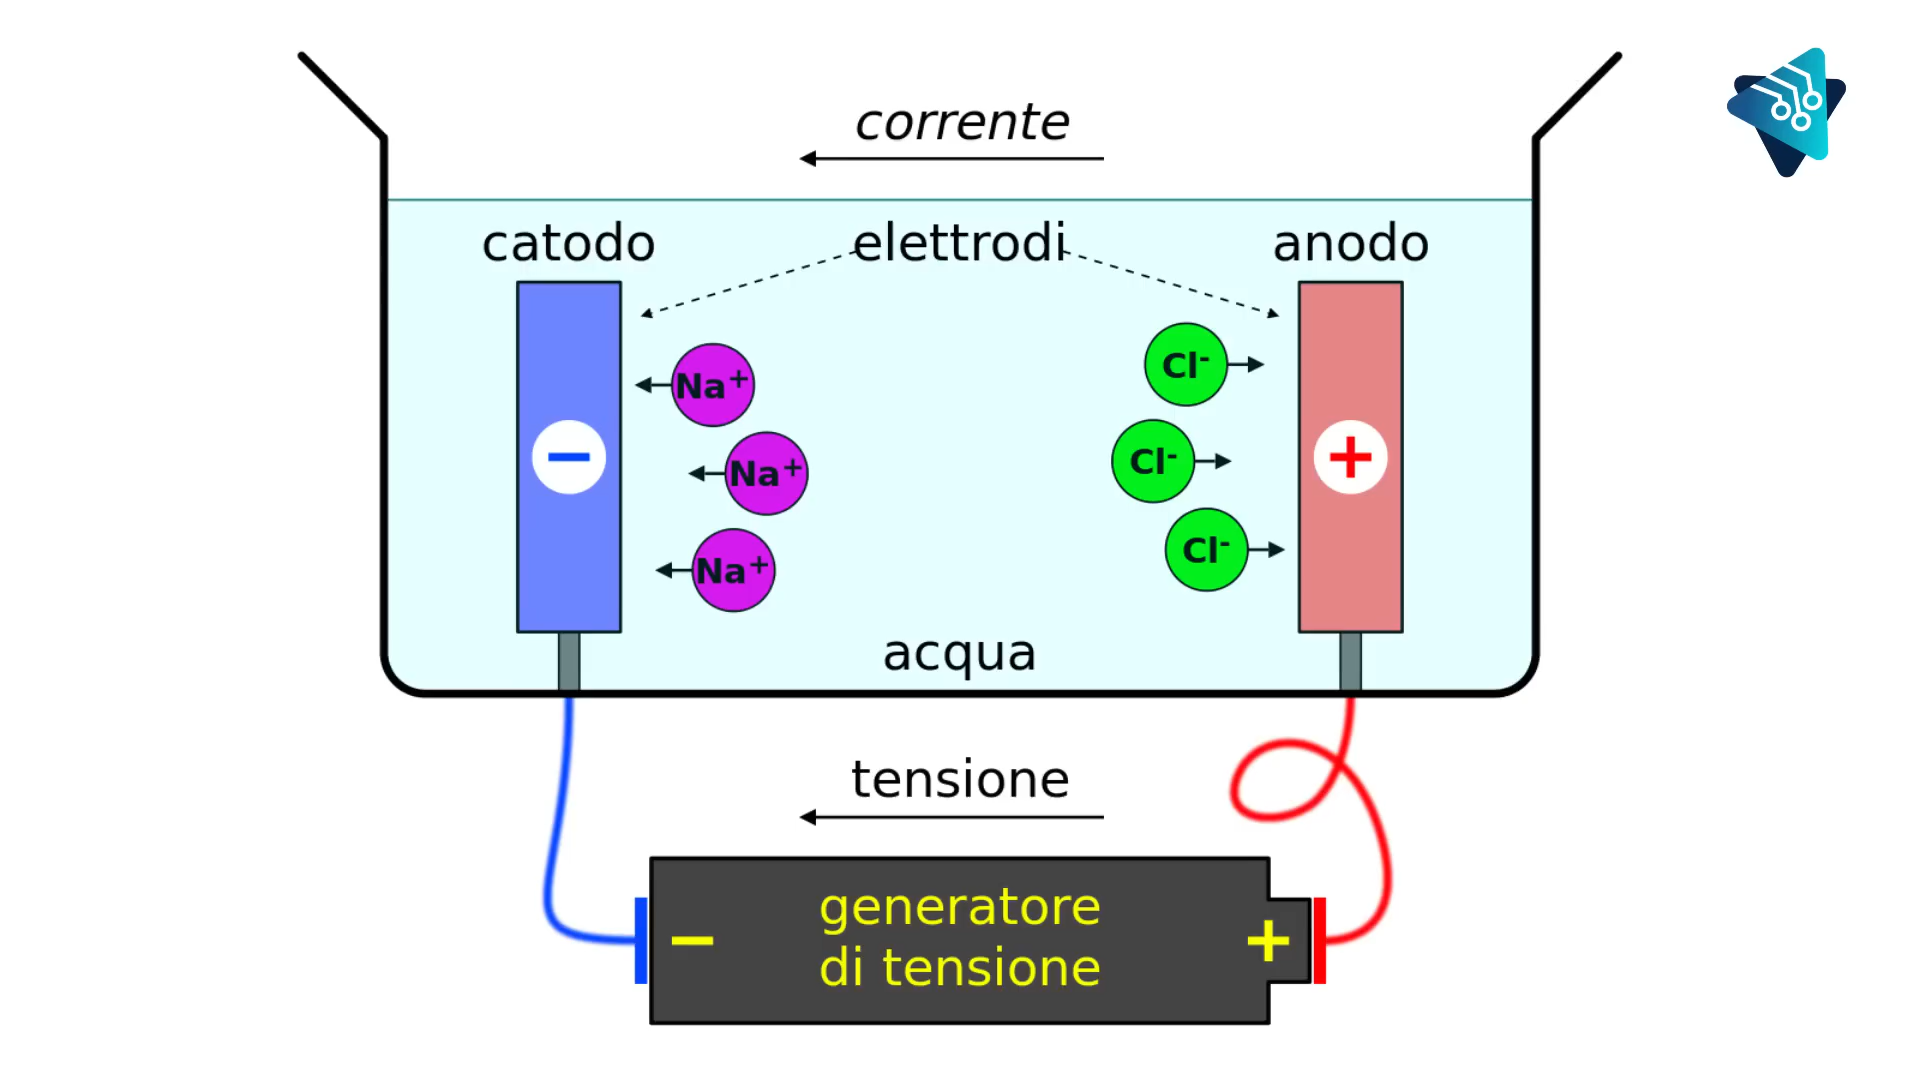 corrente
catodo
elettrodi
anodo
Na⁺
Na⁺
Na⁺
Cl⁻
Cl⁻
Cl⁻
−
+
acqua
tensione
−
generatore
di tensione
+